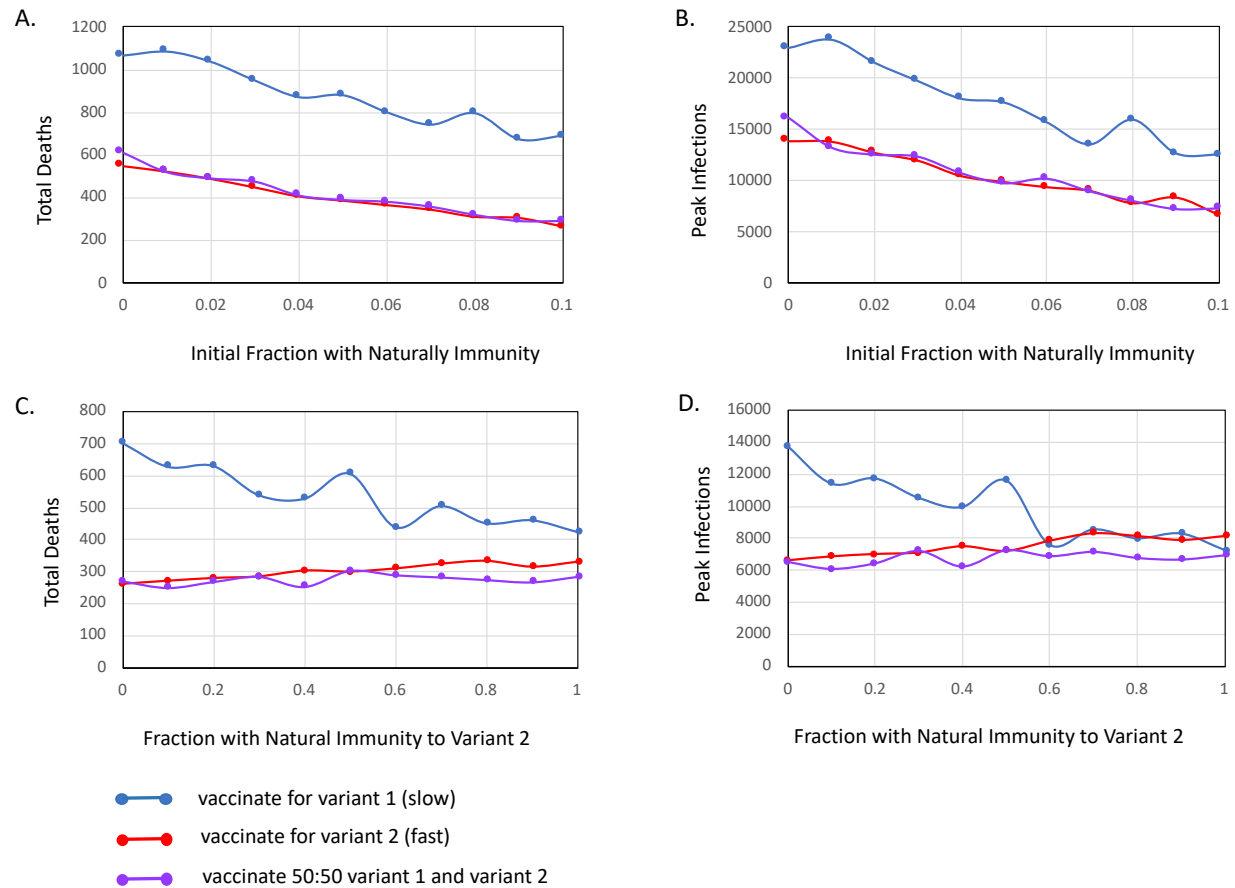 A.
1200
1000
800
600
400
200
0
Total Deaths
0 0.02 0.04 0.06 0.08 0.1
Initial Fraction with Naturally Immunity
B.
25000
20000
15000
10000
5000
0
Peak Infections
0 0.02 0.04 0.06 0.08 0.1
Initial Fraction with Naturally Immunity
C.
800
700
600
500
400
300
200
100
0
Total Deaths
0 0.2 0.4 0.6 0.8 1
Fraction with Natural Immunity to Variant 2
D.
16000
14000
12000
10000
8000
6000
4000
2000
0
Peak Infections
0 0.2 0.4 0.6 0.8 1
Fraction with Natural Immunity to Variant 2
vaccinate for variant 1 (slow)
vaccinate for variant 2 (fast)
vaccinate 50:50 variant 1 and variant 2